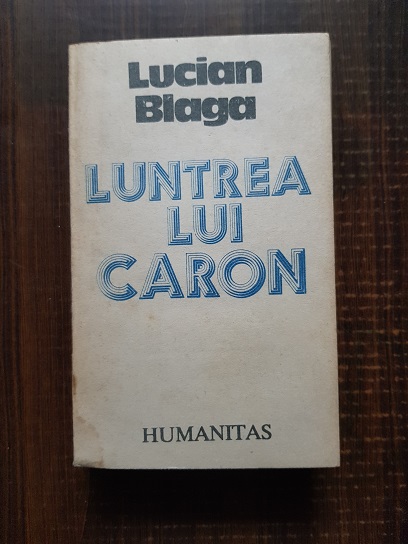 Lucian
Blaga
LUNTREA
LUI
CARON
HUMANITAS